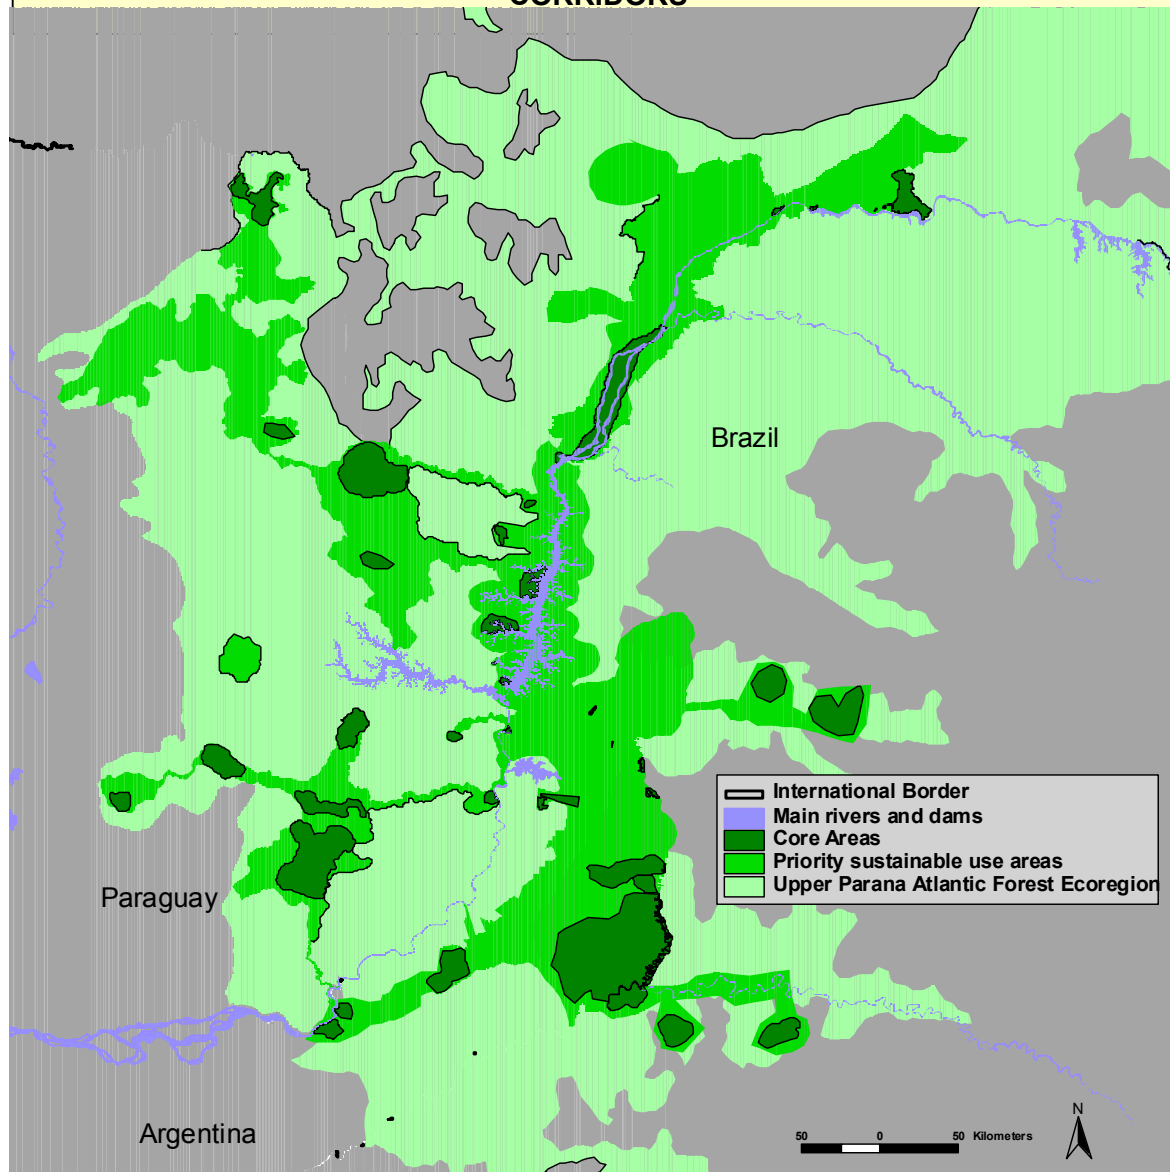 CORRIDORS
Brazil
International Border
Main rivers and dams
Core Areas
Priority sustainable use areas
Upper Parana Atlantic Forest Ecoregion
Paraguay
Argentina
N
50 0 50 Kilometers